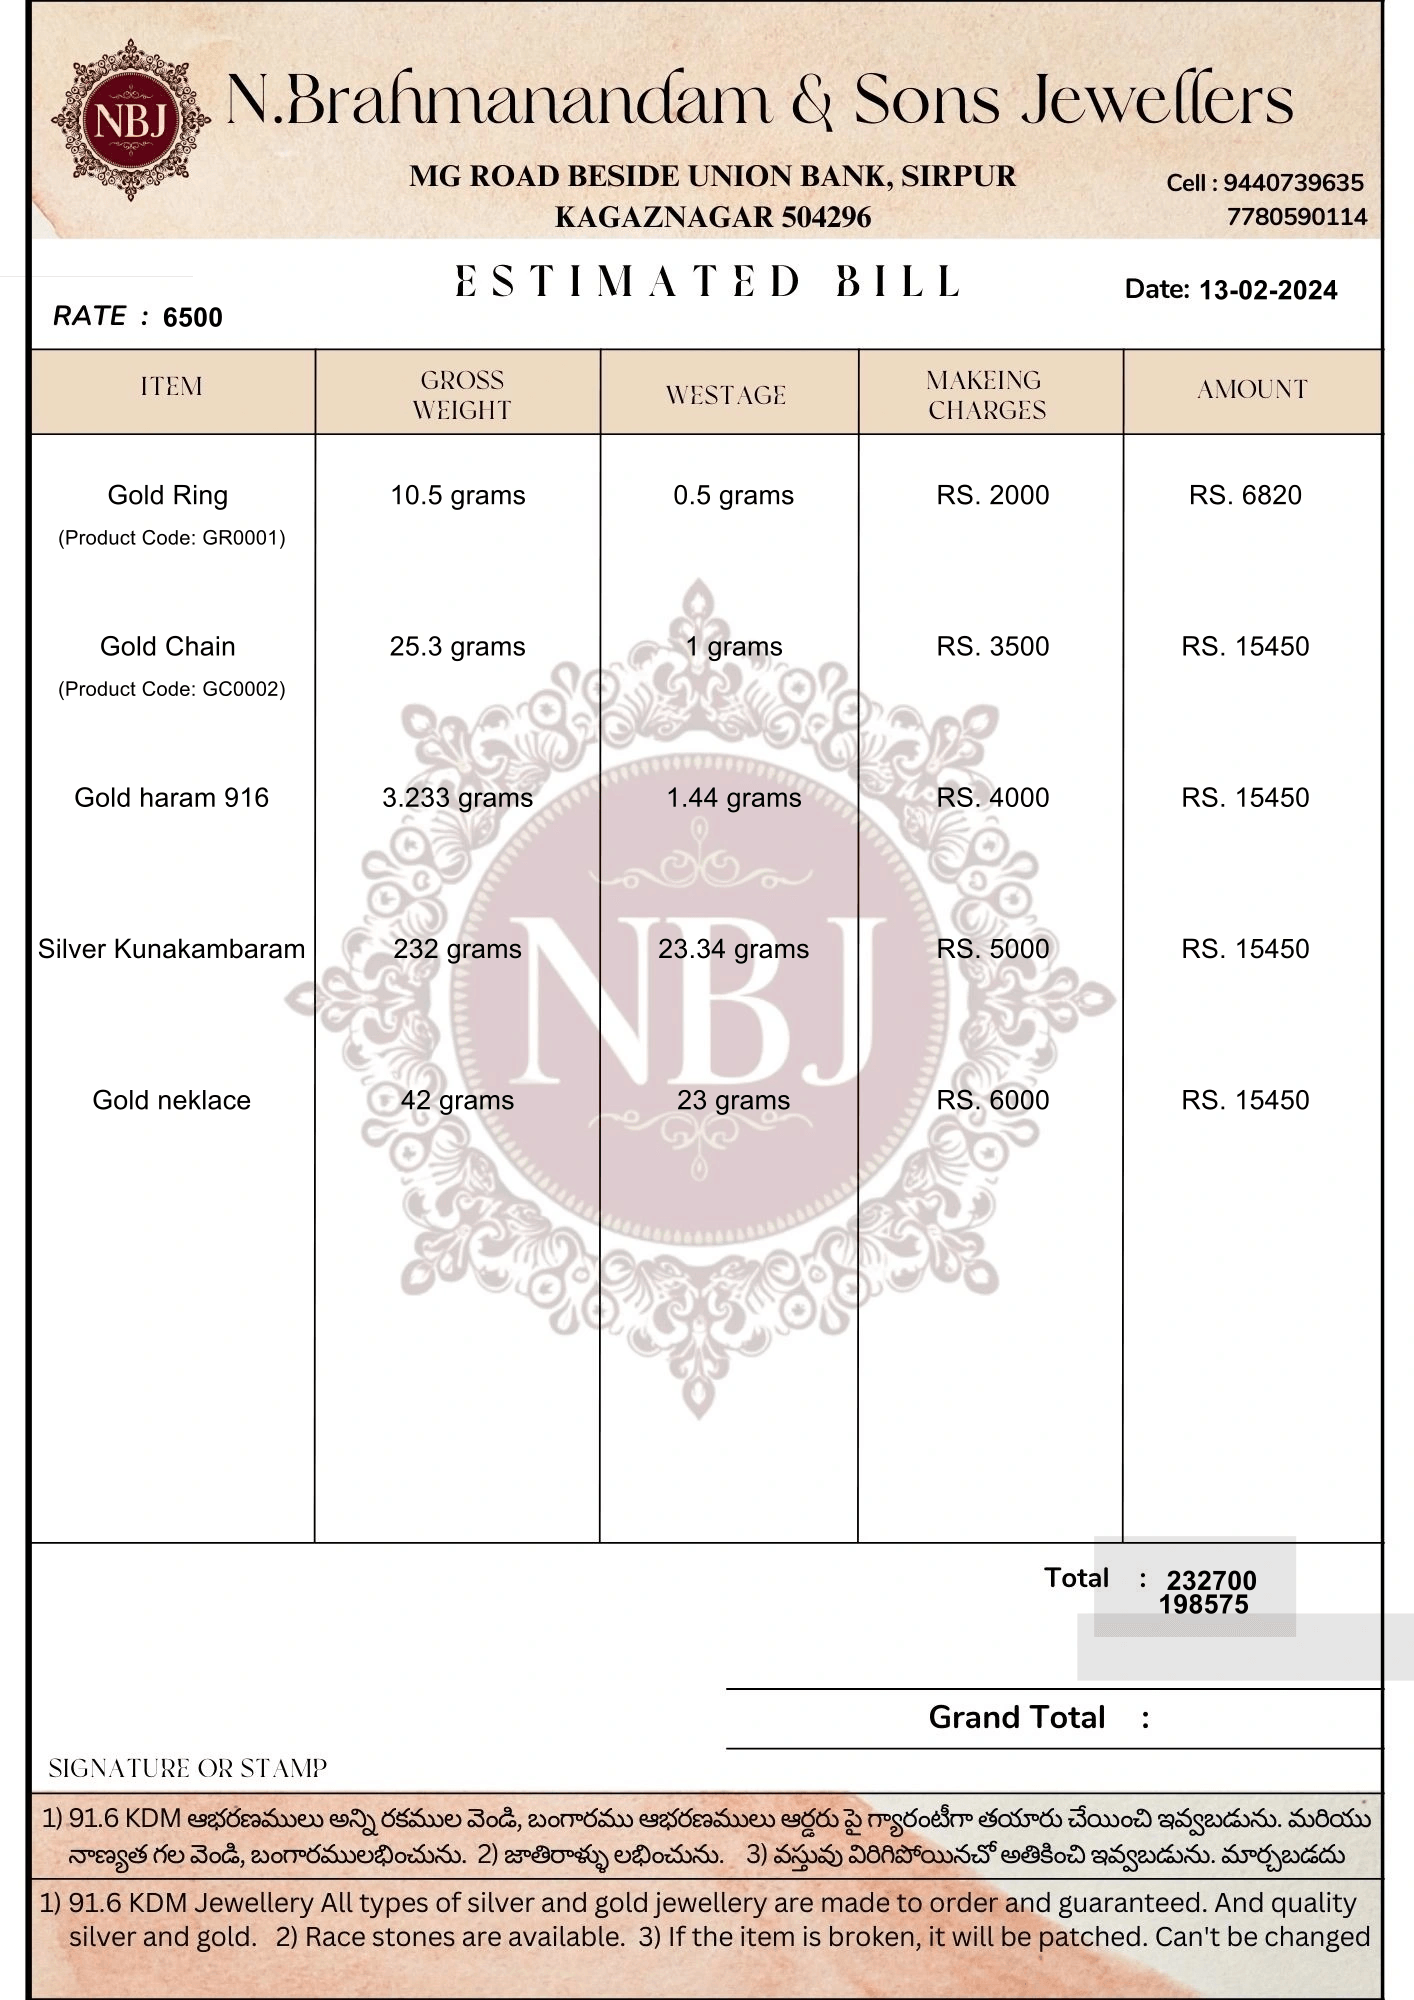 NBJ
N.Brahmanandam & Sons Jewellers
MG ROAD BESIDE UNION BANK, SIRPUR
KAGAZNAGAR 504296
Cell : 9440739635
7780590114
ESTIMATED BILL
Date: 13-02-2024
RATE : 6500
ITEM GROSS WEIGHT WESTAGE MAKEING CHARGES AMOUNT
Gold Ring 10.5 grams 0.5 grams RS. 2000 RS. 6820
(Product Code: GR0001)
Gold Chain 25.3 grams 1 grams RS. 3500 RS. 15450
(Product Code: GC0002)
Gold haram 916 3.233 grams 1.44 grams RS. 4000 RS. 15450
Silver Kunakambaram 232 grams 23.34 grams RS. 5000 RS. 15450
NBJ
Gold neklace 42 grams 23 grams RS. 6000 RS. 15450
Total : 232700
198575
Grand Total :
SIGNATURE OR STAMP
1) 91.6 KDM ఆభరణములు అన్ని రకముల వెండి, బంగారము ఆభరణములు ఆర్డరు పై గ్యారంటీగా తయారు చేయించి ఇవ్వబడును. మరియు
నాణ్యత గల వెండి, బంగారములభించును. 2) జాతిరాళ్ళు లభించును. 3) వస్తువు విరిగిపోయినచో అతికించి ఇవ్వబడును. మార్చబడదు
1) 91.6 KDM Jewellery All types of silver and gold jewellery are made to order and guaranteed. And quality
silver and gold. 2) Race stones are available. 3) If the item is broken, it will be patched. Can't be changed